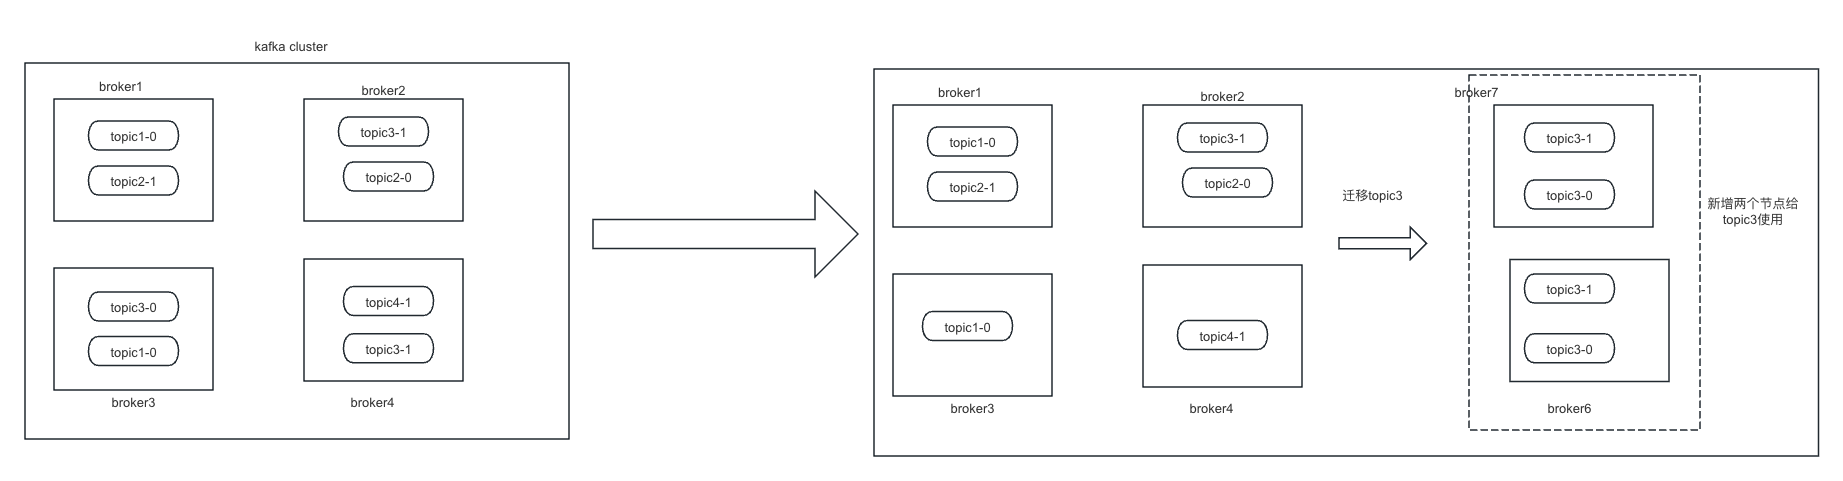 kafka cluster
broker1
topic1-0
topic2-1
broker2
topic3-1
topic2-0
topic3-0
topic1-0
broker3
topic4-1
topic3-1
broker4
broker1
topic1-0
topic2-1
broker2
topic3-1
topic2-0
topic1-0
broker3
topic4-1
broker4
迁移topic3
broker7
topic3-1
topic3-0
topic3-1
topic3-0
broker6
新增两个节点给
topic3使用